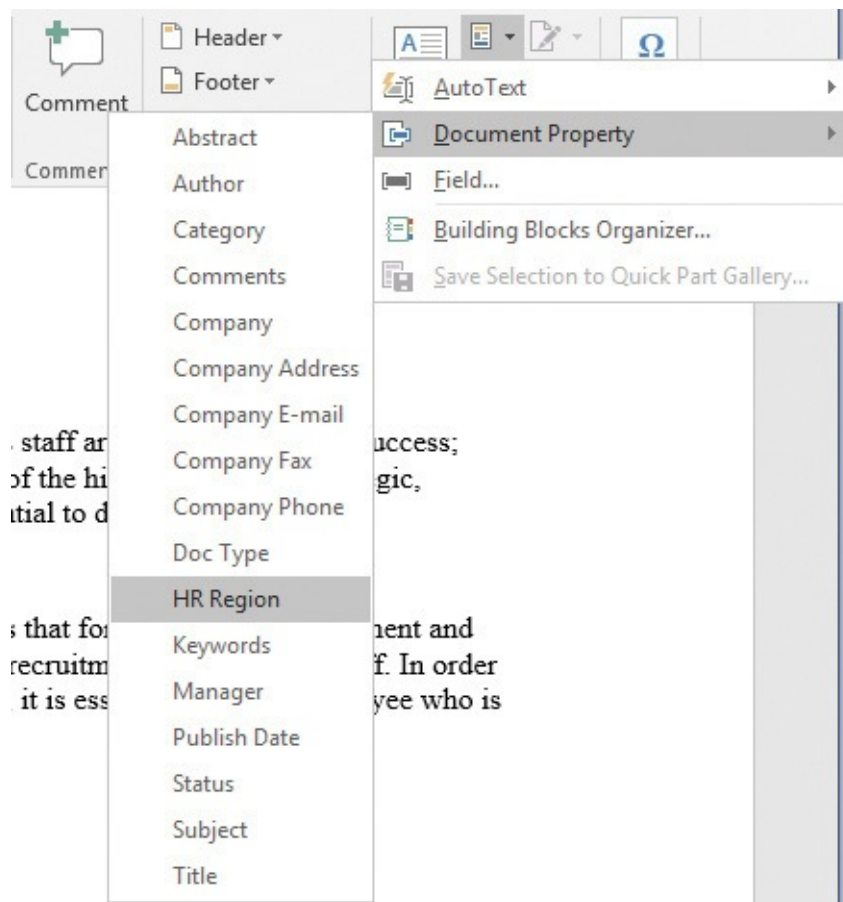 Header
Footer
Comment
Commen
A
Ω
AutoText
Document Property
Field...
Building Blocks Organizer...
Save Selection to Quick Part Gallery...
Abstract
Author
Category
Comments
Company
Company Address
Company E-mail
Company Fax
Company Phone
Doc Type
HR Region
Keywords
Manager
Publish Date
Status
Subject
Title
staff ar uccess;
of the hi gic,
tial to d
s that for ment and
recruitm f. In order
it is ess yee who is